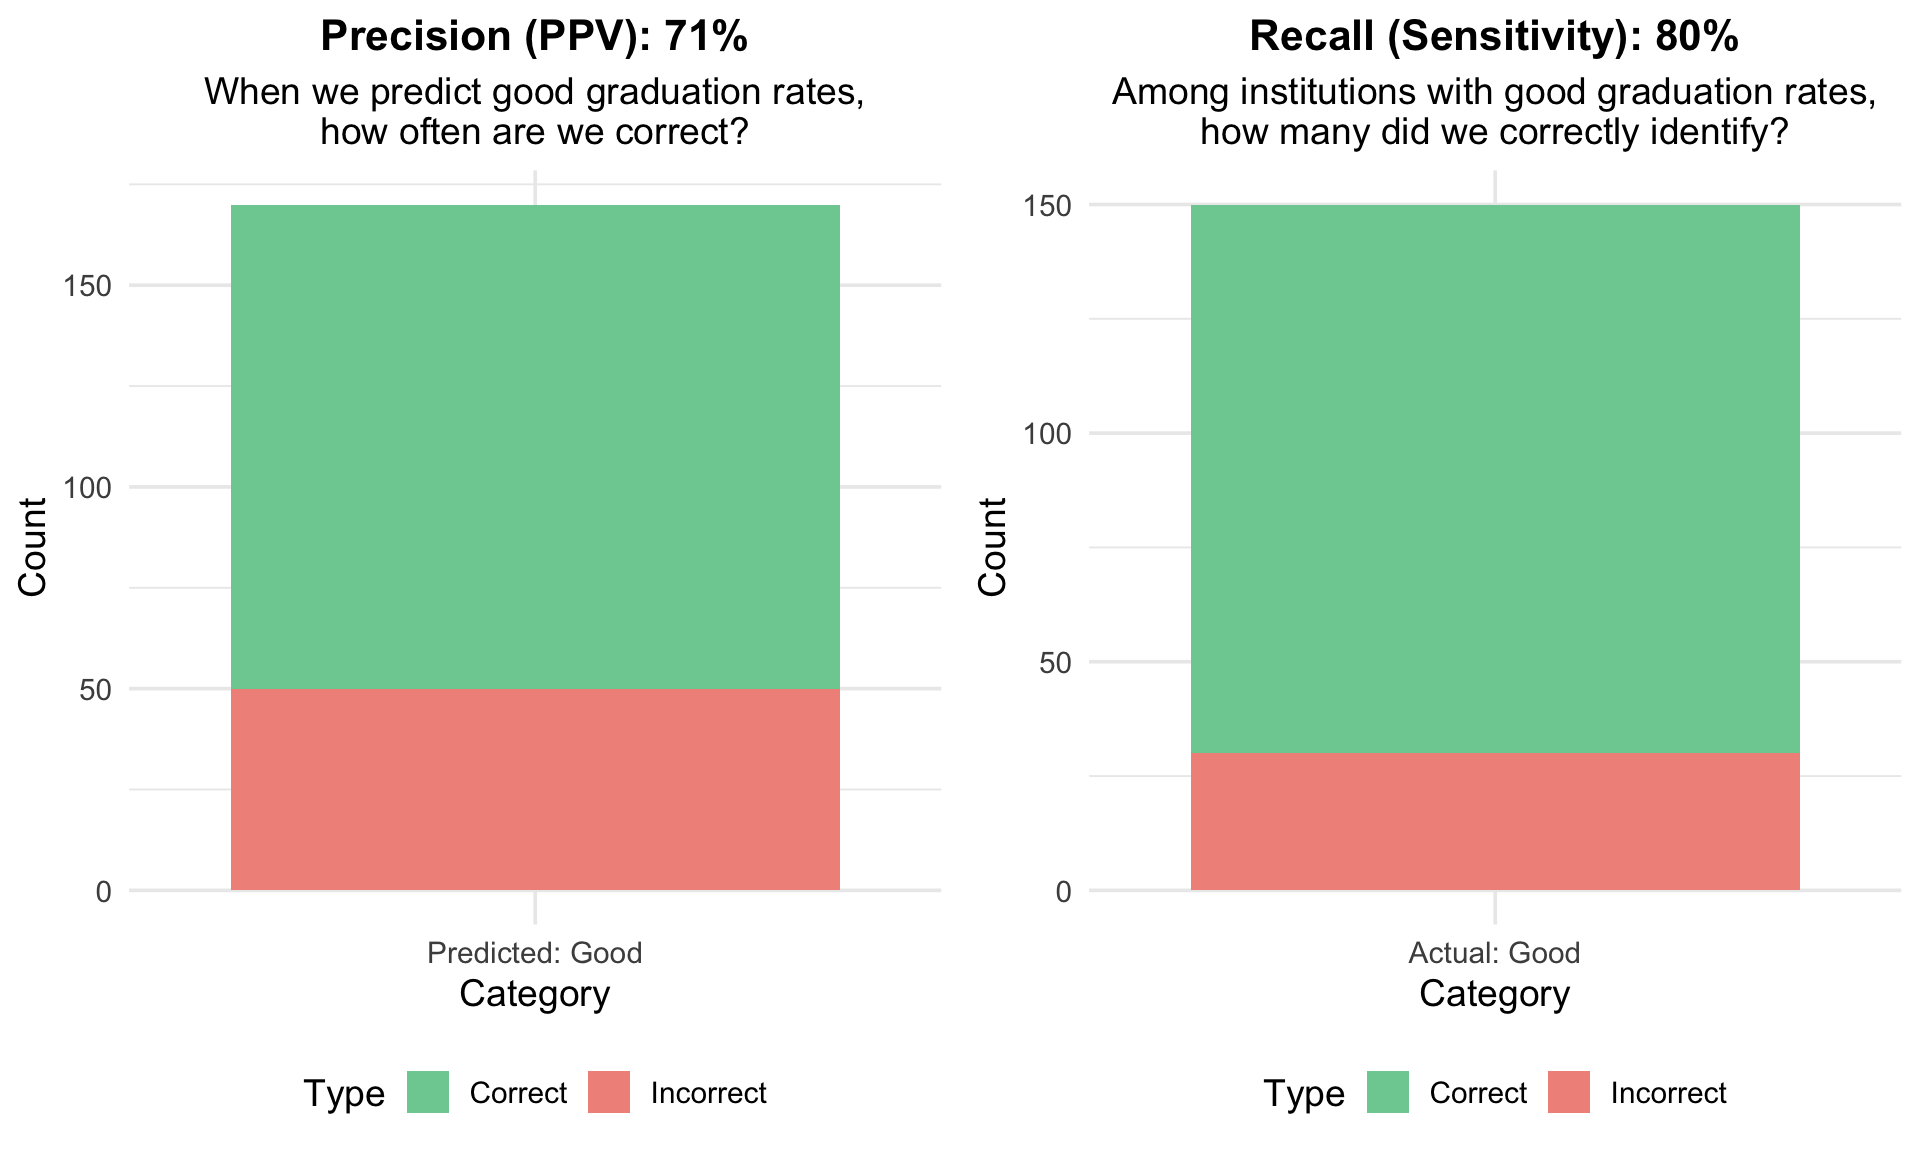 Precision (PPV): 71%
When we predict good graduation rates,
how often are we correct?
Count
150
100
50
0
Predicted: Good
Category
Type Correct Incorrect
Recall (Sensitivity): 80%
Among institutions with good graduation rates,
how many did we correctly identify?
Count
150
100
50
0
Actual: Good
Category
Type Correct Incorrect